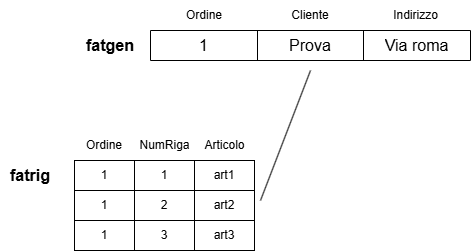 Ordine Cliente Indirizzo
fatgen 1 Prova Via roma
Ordine NumRiga Articolo
fatrig 1 1 art1
1 2 art2
1 3 art3